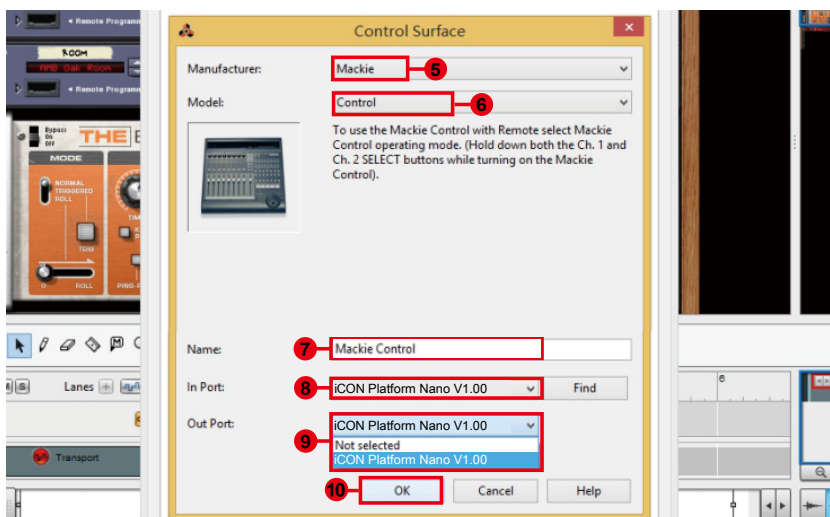 ◂ Remote Programm
ROOM
RMB Oak Room
◂ Remote Programm
Bypass
On
Off
THE E
MODE
NORMAL
TRIGGERED
ROLL
TIM
K
TRIG
ROLL
PING-P
Control Surface
Manufacturer:
Mackie
5
Model:
Control
6
To use the Mackie Control with Remote select Mackie
Control operating mode. (Hold down both the Ch. 1 and
Ch. 2 SELECT buttons while turning on the Mackie
Control).
Name:
7
Mackie Control
In Port:
8
iCON Platform Nano V1.00
Find
Out Port:
iCON Platform Nano V1.00
9
Not selected
iCON Platform Nano V1.00
10
OK
Cancel
Help
M S
Lanes
Transport
6